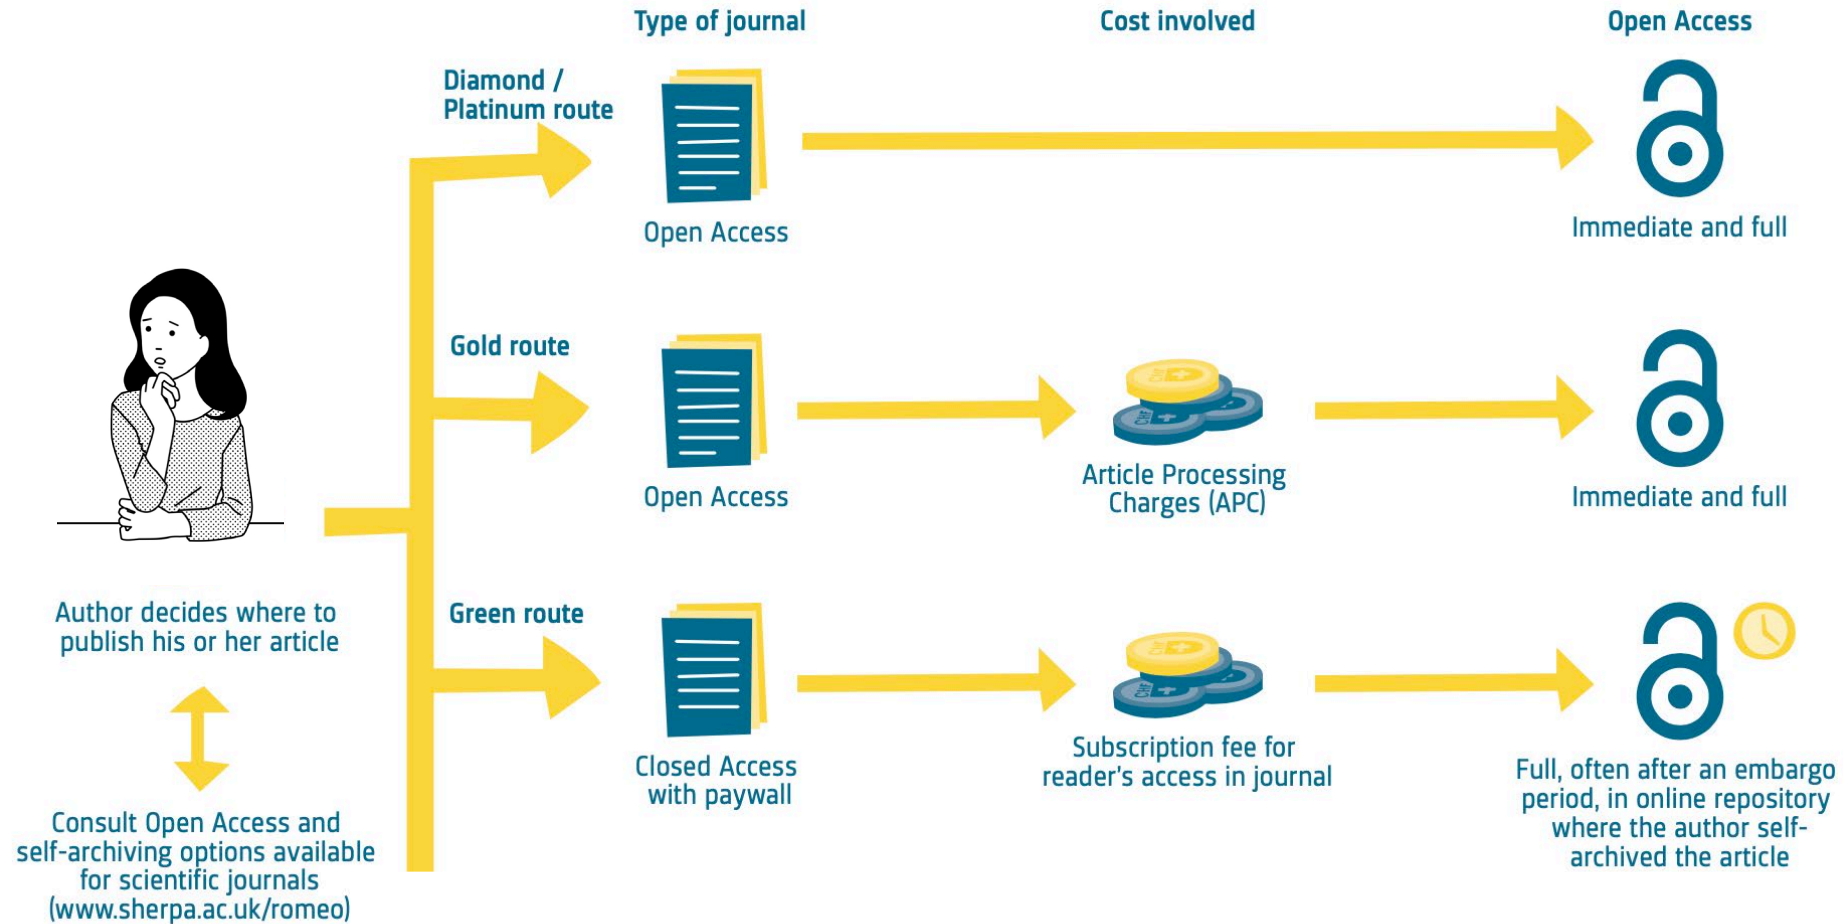 Type of journal
Cost involved
Open Access
Diamond /
Platinum route
Open Access
Immediate and full
Gold route
Open Access
CHF
CHF
Article Processing
Charges (APC)
Immediate and full
Author decides where to
publish his or her article
Consult Open Access and
self-archiving options available
for scientific journals
(www.sherpa.ac.uk/romeo)
Green route
Closed Access
with paywall
CHF
CHF
Subscription fee for
reader's access in journal
Full, often after an embargo
period, in online repository
where the author self-
archived the article